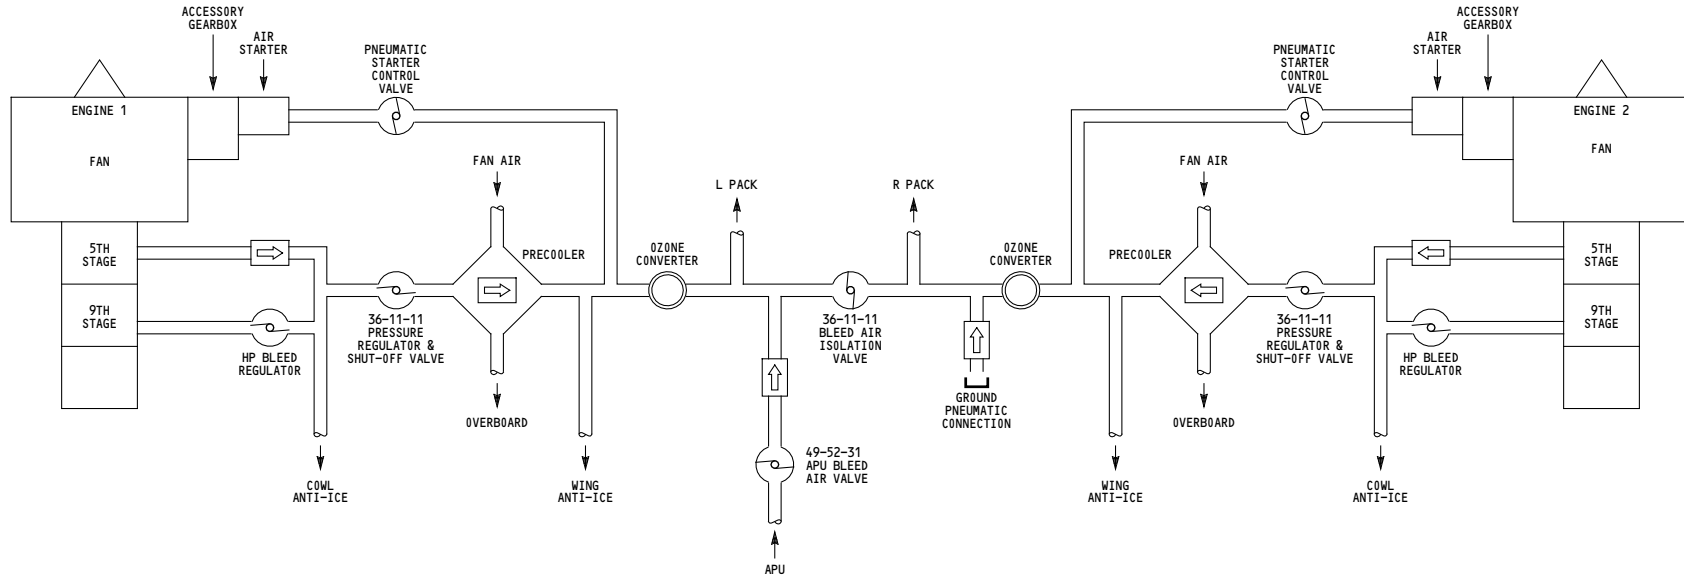 ACCESSORY
GEARBOX
AIR
STARTER
PNEUMATIC
STARTER
CONTROL
VALVE
ENGINE 1
FAN
FAN AIR
L PACK
R PACK
FAN AIR
PNEUMATIC
STARTER
CONTROL
VALVE
AIR
STARTER
ACCESSORY
GEARBOX
ENGINE 2
FAN
5TH
STAGE
9TH
STAGE
HP BLEED
REGULATOR
36-11-11
PRESSURE
REGULATOR &
SHUT-OFF VALVE
PRECOOLER
OZONE
CONVERTER
36-11-11
BLEED AIR
ISOLATION
VALVE
OZONE
CONVERTER
PRECOOLER
36-11-11
PRESSURE
REGULATOR &
SHUT-OFF VALVE
HP BLEED
REGULATOR
5TH
STAGE
9TH
STAGE
OVERBOARD
GROUND
PNEUMATIC
CONNECTION
OVERBOARD
COWL
ANTI-ICE
WING
ANTI-ICE
49-52-31
APU BLEED
AIR VALVE
WING
ANTI-ICE
COWL
ANTI-ICE
APU